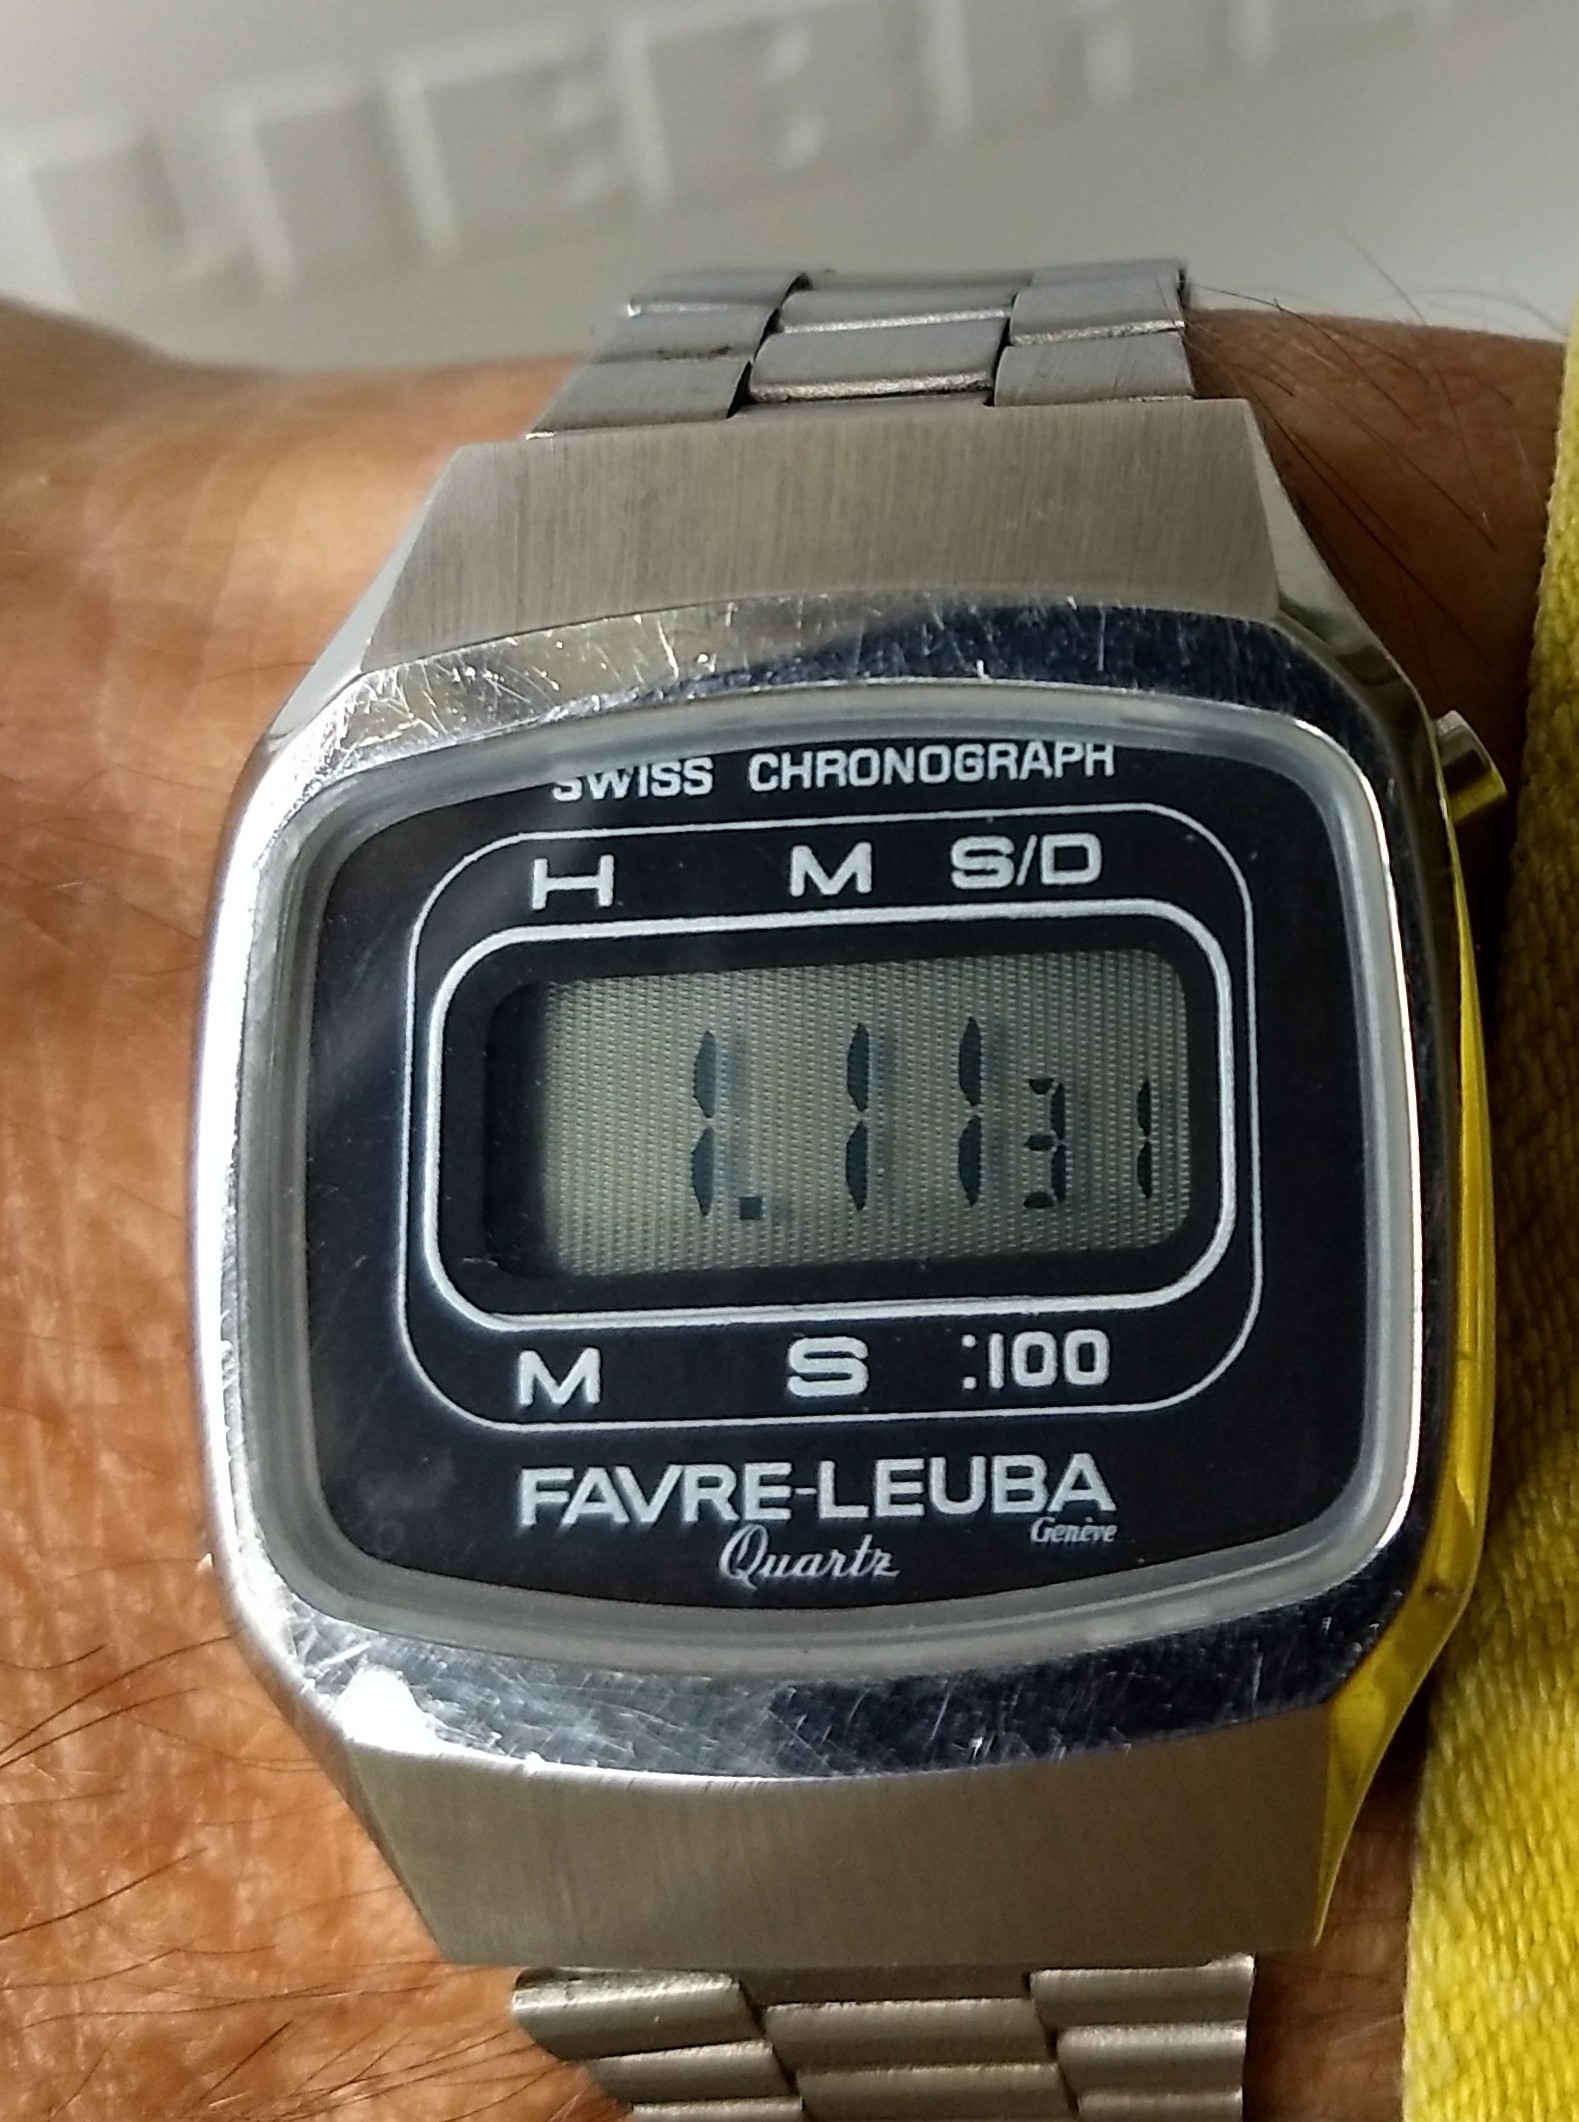 SWISS CHRONOGRAPH
H M S/D
1.11 31
M S :100
FAVRE-LEUBA
Genève
Quartz